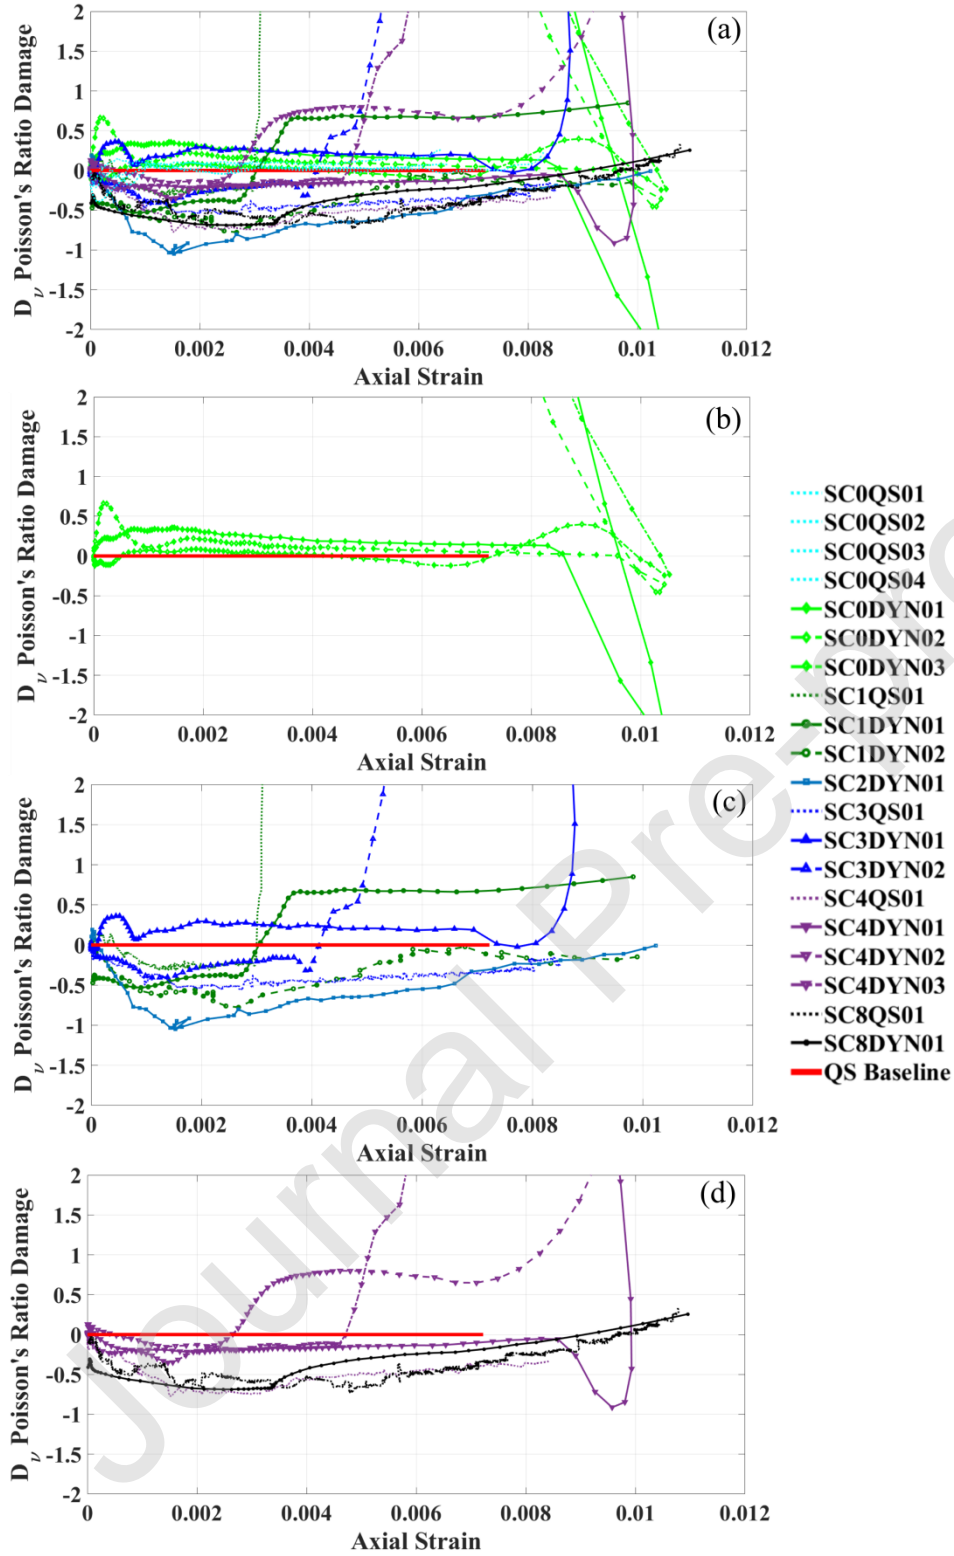 (a)
2
1.5
1
0.5
0
-0.5
-1
-1.5
-2
D_ν Poisson's Ratio Damage
0 0.002 0.004 0.006 0.008 0.01 0.012
Axial Strain
(b)
2
1.5
1
0.5
0
-0.5
-1
-1.5
-2
D_ν Poisson's Ratio Damage
0 0.002 0.004 0.006 0.008 0.01 0.012
Axial Strain
SC0QS01
SC0QS02
SC0QS03
SC0QS04
SC0DYN01
SC0DYN02
SC0DYN03
SC1QS01
SC1DYN01
SC1DYN02
SC2DYN01
SC3QS01
SC3DYN01
SC3DYN02
SC4QS01
SC4DYN01
SC4DYN02
SC4DYN03
SC8QS01
SC8DYN01
QS Baseline
(c)
2
1.5
1
0.5
0
-0.5
-1
-1.5
-2
D_ν Poisson's Ratio Damage
0 0.002 0.004 0.006 0.008 0.01 0.012
Axial Strain
(d)
2
1.5
1
0.5
0
-0.5
-1
-1.5
-2
D_ν Poisson's Ratio Damage
0 0.002 0.004 0.006 0.008 0.01 0.012
Axial Strain
Journal Pre-pr